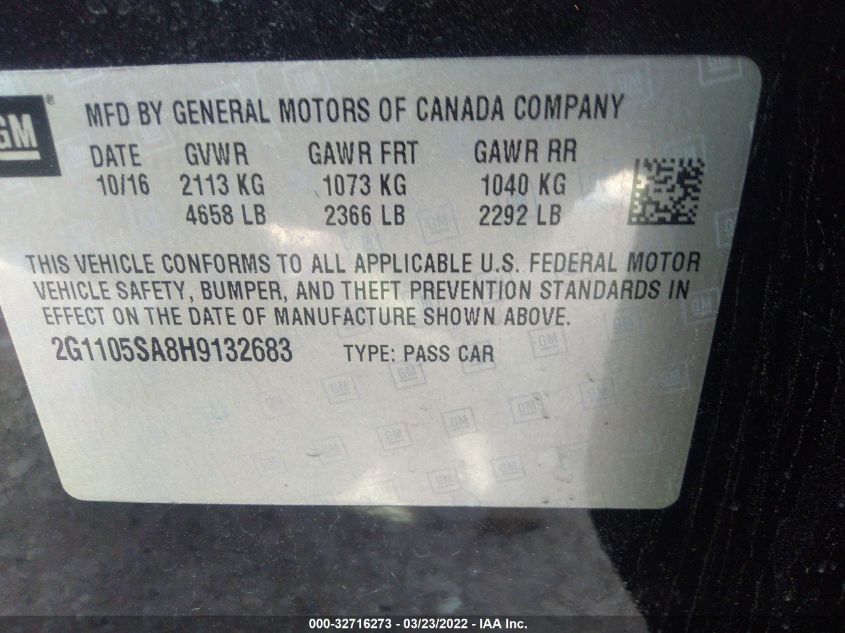 GM®
MFD BY GENERAL MOTORS OF CANADA COMPANY
DATE GVWR GAWR FRT GAWR RR
10/16 2113 KG 1073 KG 1040 KG
4658 LB 2366 LB 2292 LB
THIS VEHICLE CONFORMS TO ALL APPLICABLE U.S. FEDERAL MOTOR
VEHICLE SAFETY, BUMPER, AND THEFT PREVENTION STANDARDS IN
EFFECT ON THE DATE OF MANUFACTURE SHOWN ABOVE.
2G1105SA8H9132683 TYPE: PASS CAR
000-32716273 — 03/23/2022 — IAA Inc.